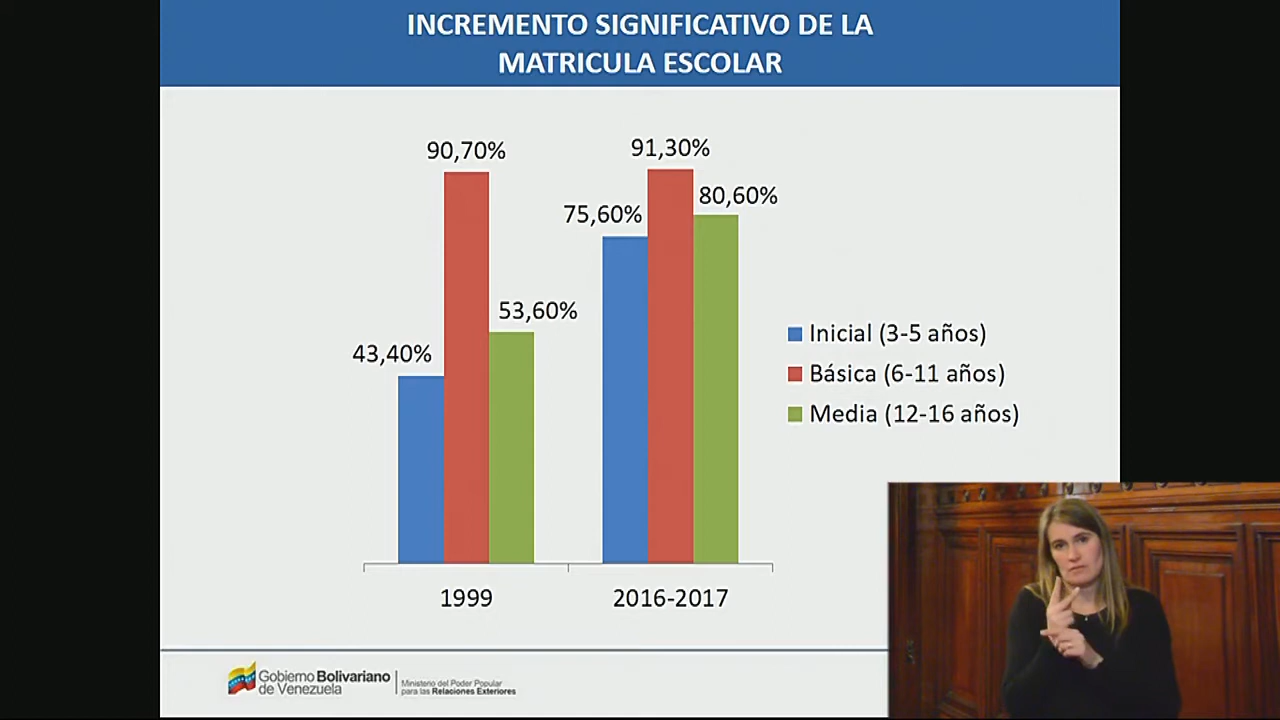 INCREMENTO SIGNIFICATIVO DE LA
MATRICULA ESCOLAR
90,70%
91,30%
80,60%
75,60%
53,60%
43,40%
Inicial (3-5 años)
Básica (6-11 años)
Media (12-16 años)
1999
2016-2017
Gobierno Bolivariano
de Venezuela
Ministerio del Poder Popular
para las Relaciones Exteriores